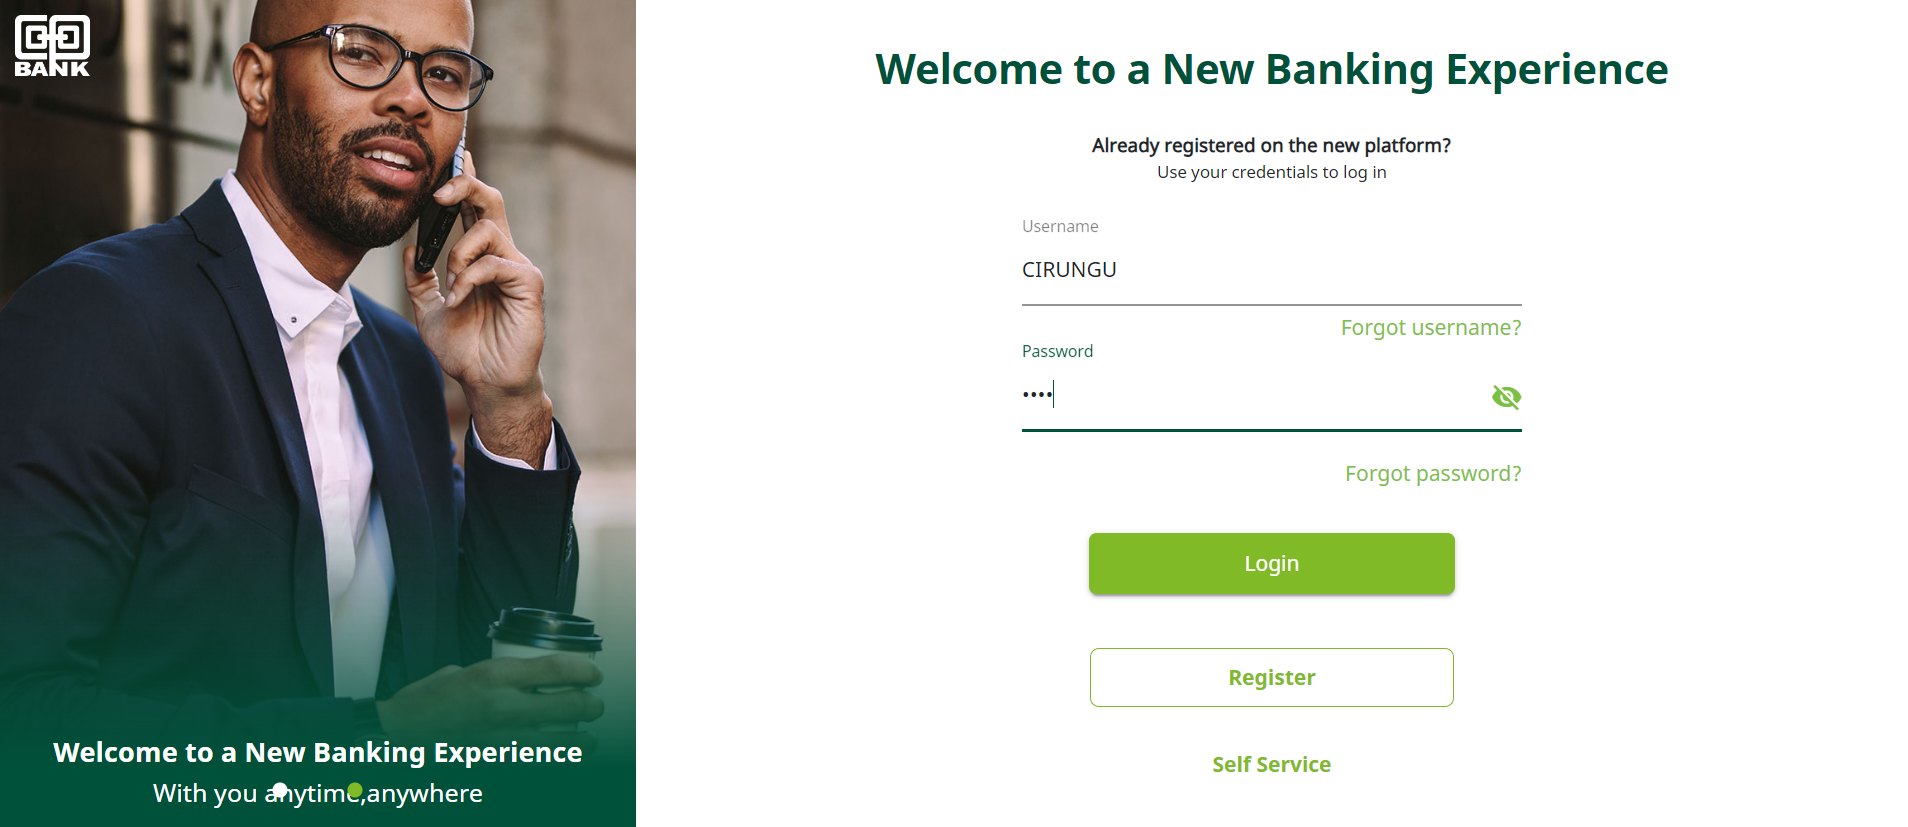 BANK
Welcome to a New Banking Experience
With you anytime,anywhere
Welcome to a New Banking Experience
Already registered on the new platform?
Use your credentials to log in
Username
CIRUNGU
Forgot username?
Password
••••
Forgot password?
Login
Register
Self Service